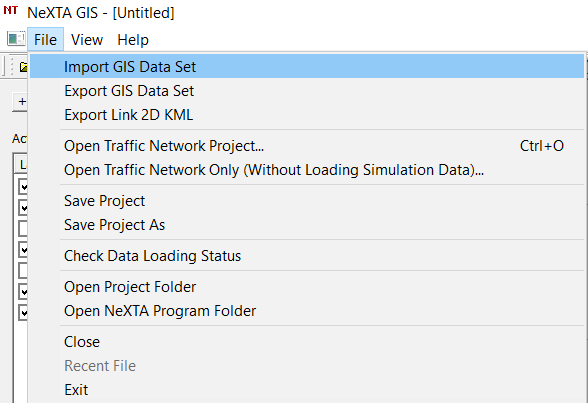 NT NeXTA GIS - [Untitled]
File View Help
Import GIS Data Set
Export GIS Data Set
Export Link 2D KML
Open Traffic Network Project... Ctrl+O
Open Traffic Network Only (Without Loading Simulation Data)...
Save Project
Save Project As
Check Data Loading Status
Open Project Folder
Open NeXTA Program Folder
Close
Recent File
Exit